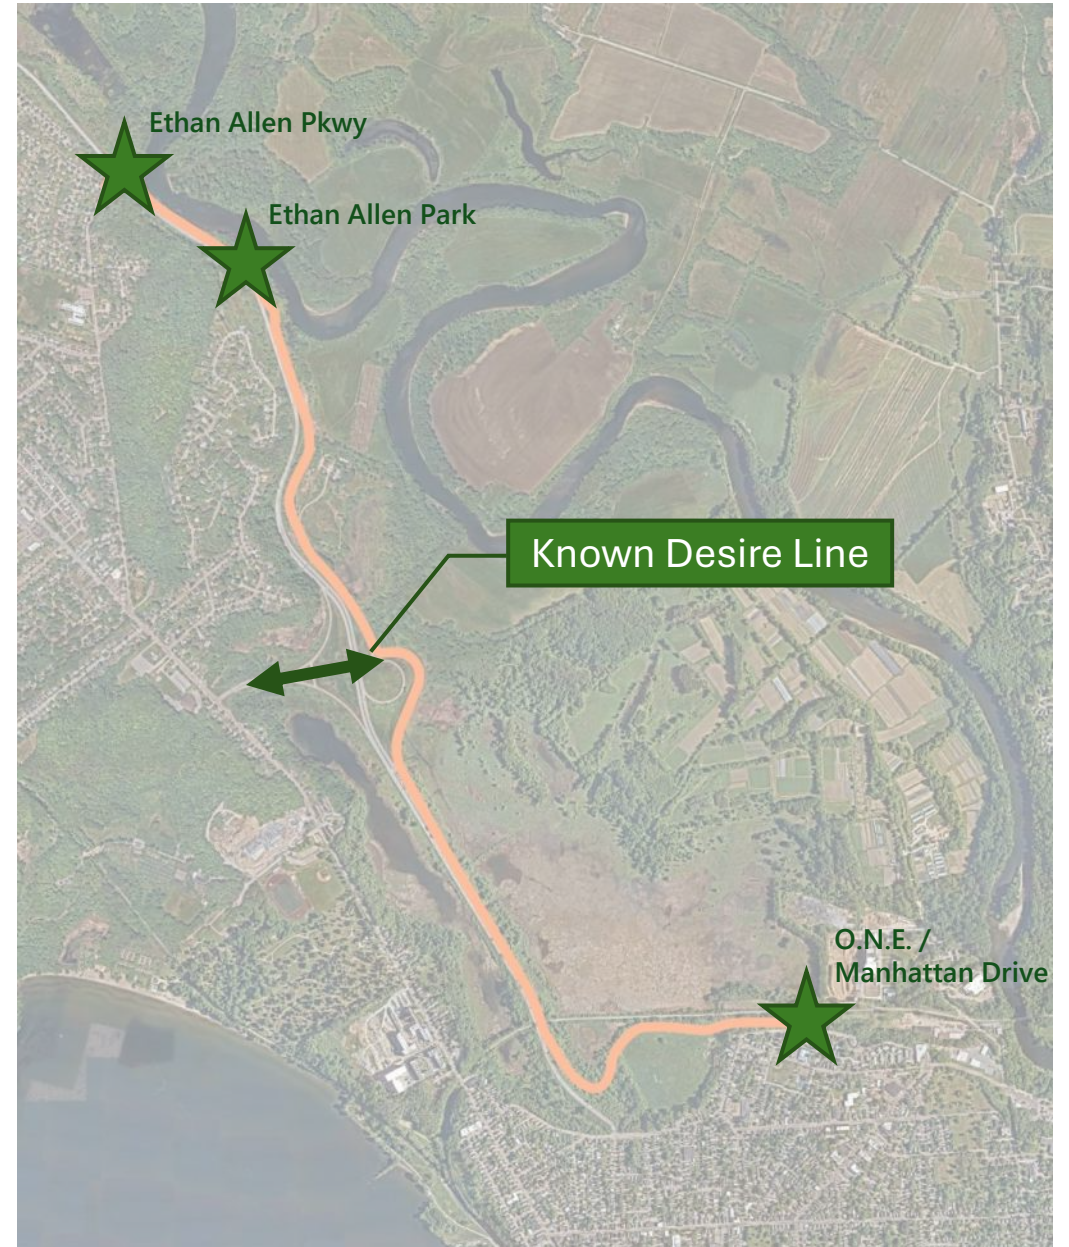 Ethan Allen Pkwy
Ethan Allen Park
Known Desire Line
O.N.E. /
Manhattan Drive